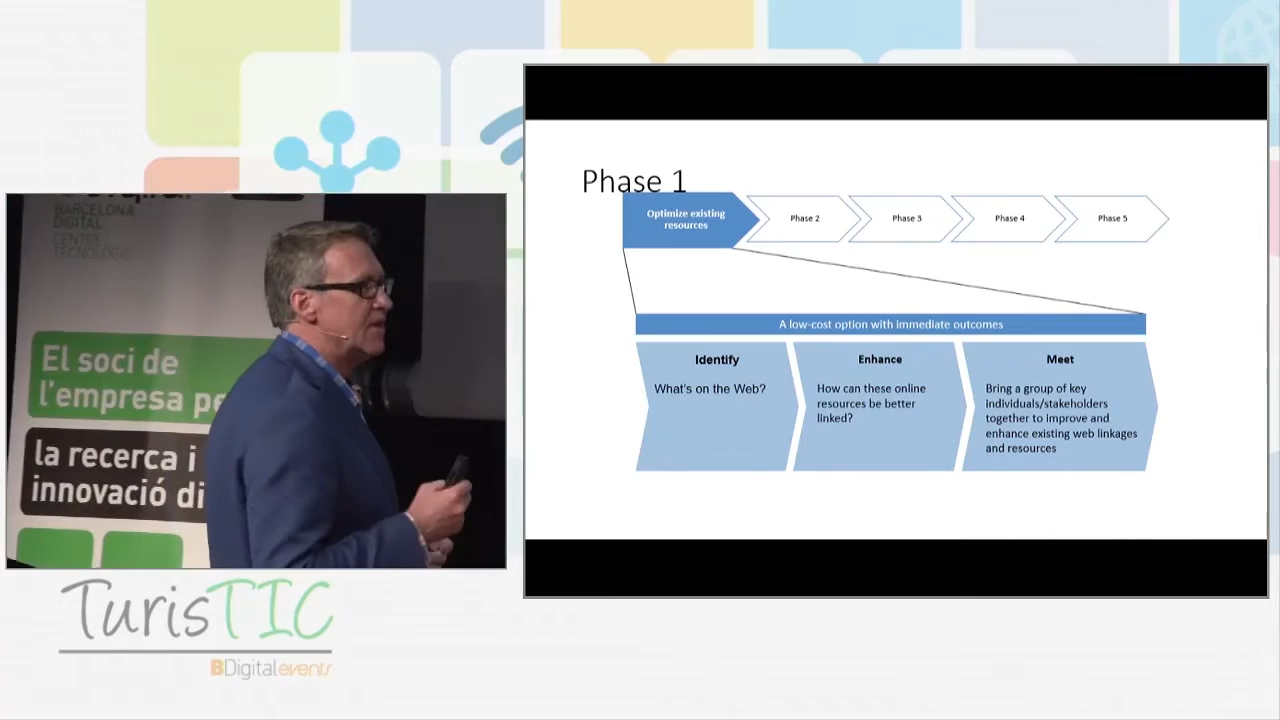 Phase 1
Optimize existing
resources
Phase 2
Phase 3
Phase 4
Phase 5
A low-cost option with immediate outcomes
Identify
What's on the Web?
Enhance
How can these online
resources be better
linked?
Meet
Bring a group of key
individuals/stakeholders
together to improve and
enhance existing web linkages
and resources
BARCELONA
DIGITAL
CENTRE
TECNOLÒGIC
El soci de
l'empresa pe
la recerca i
innovació di
TurisTIC
BDigitalevents